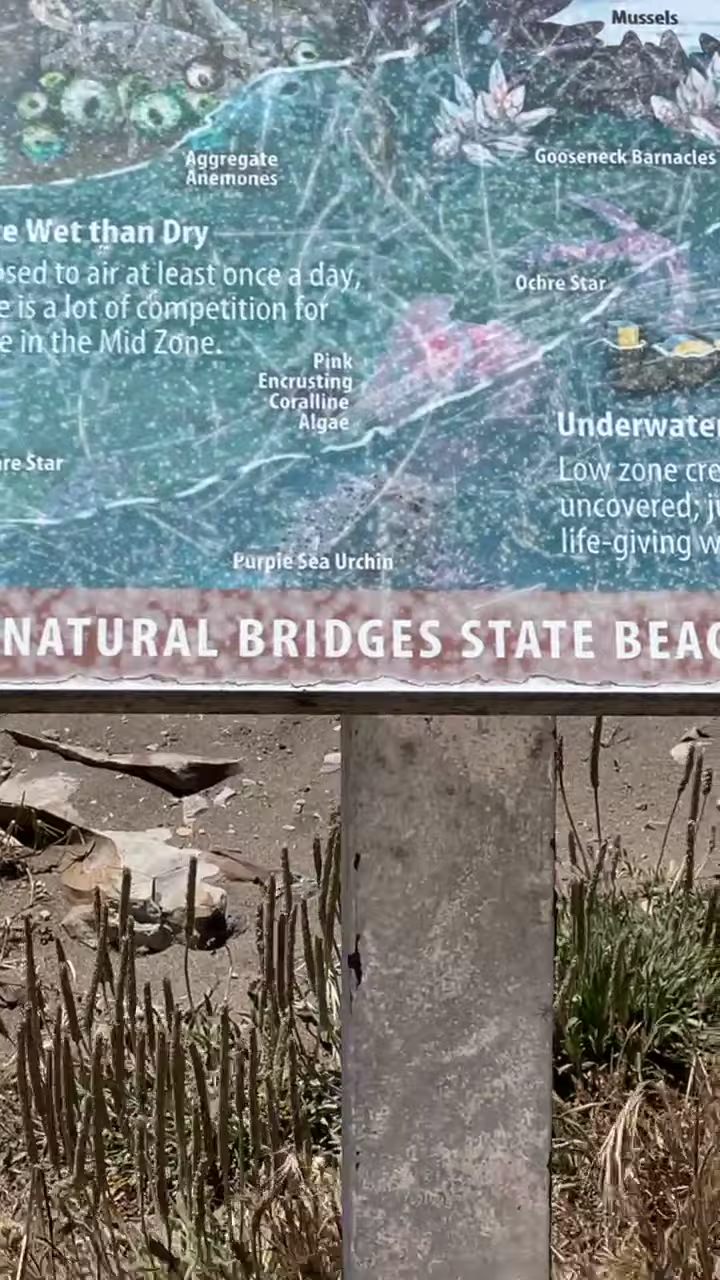 Mussels
Aggregate
Anemones
Gooseneck Barnacles
e Wet than Dry
osed to air at least once a day,
e is a lot of competition for
e in the Mid Zone.
Ochre Star
Pink
Encrusting
Coralline
Algae
Underwater
Low zone cre
uncovered; ju
life-giving w
re Star
Purple Sea Urchin
NATURAL BRIDGES STATE BEAC